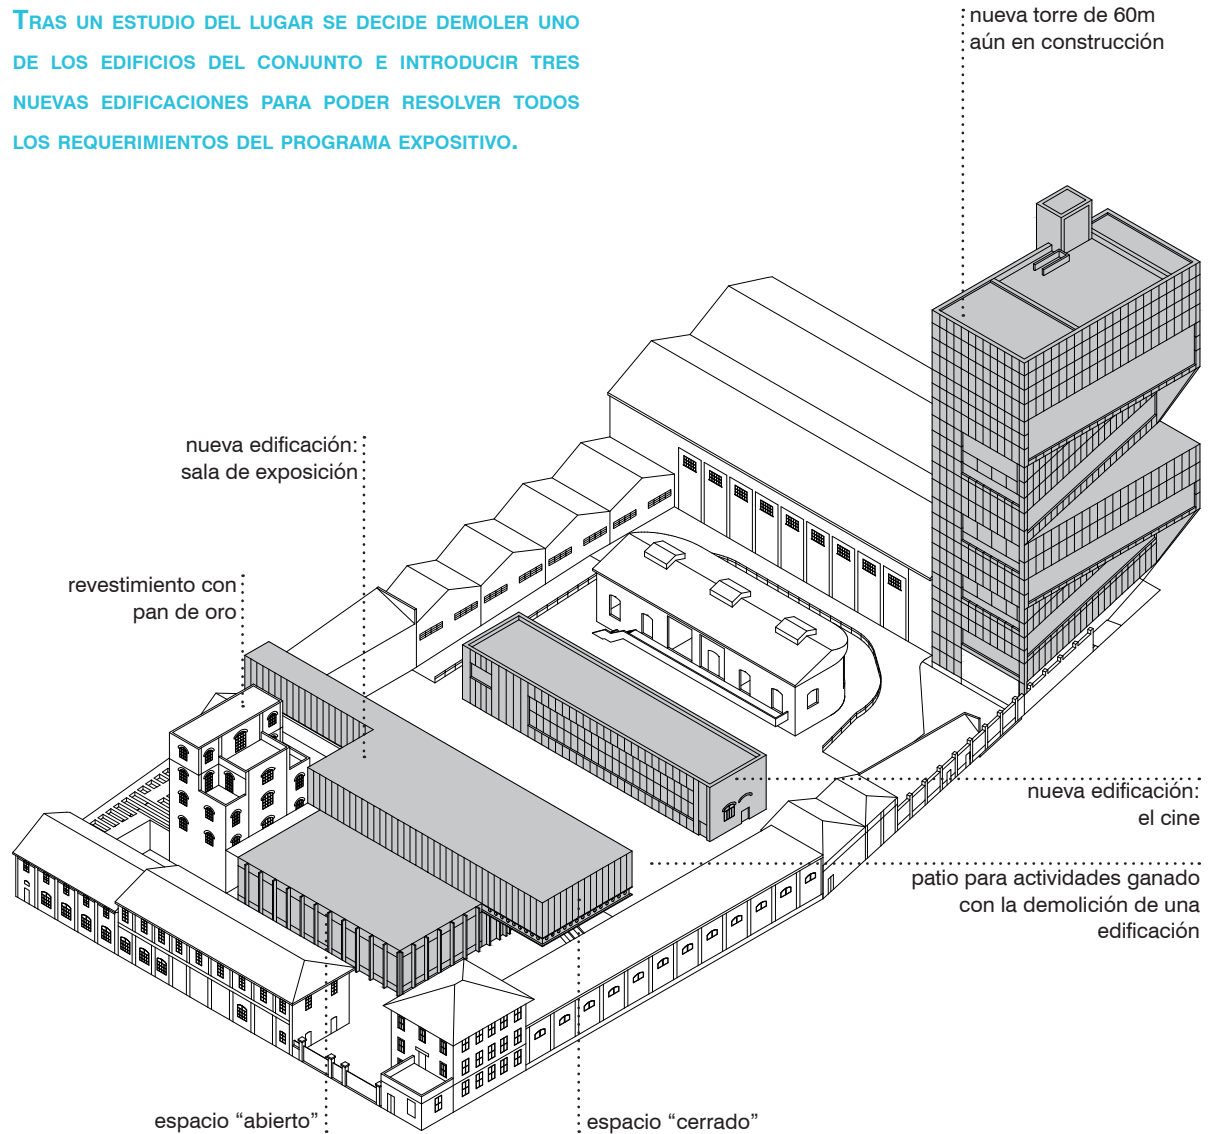 TRAS UN ESTUDIO DEL LUGAR SE DECIDE DEMOLER UNO
DE LOS EDIFICIOS DEL CONJUNTO E INTRODUCIR TRES
NUEVAS EDIFICACIONES PARA PODER RESOLVER TODOS
LOS REQUERIMIENTOS DEL PROGRAMA EXPOSITIVO.
nueva torre de 60m
aún en construcción
nueva edificación:
sala de exposición
revestimiento con
pan de oro
nueva edificación:
el cine
patio para actividades ganado
con la demolición de una
edificación
espacio “abierto”
espacio “cerrado”